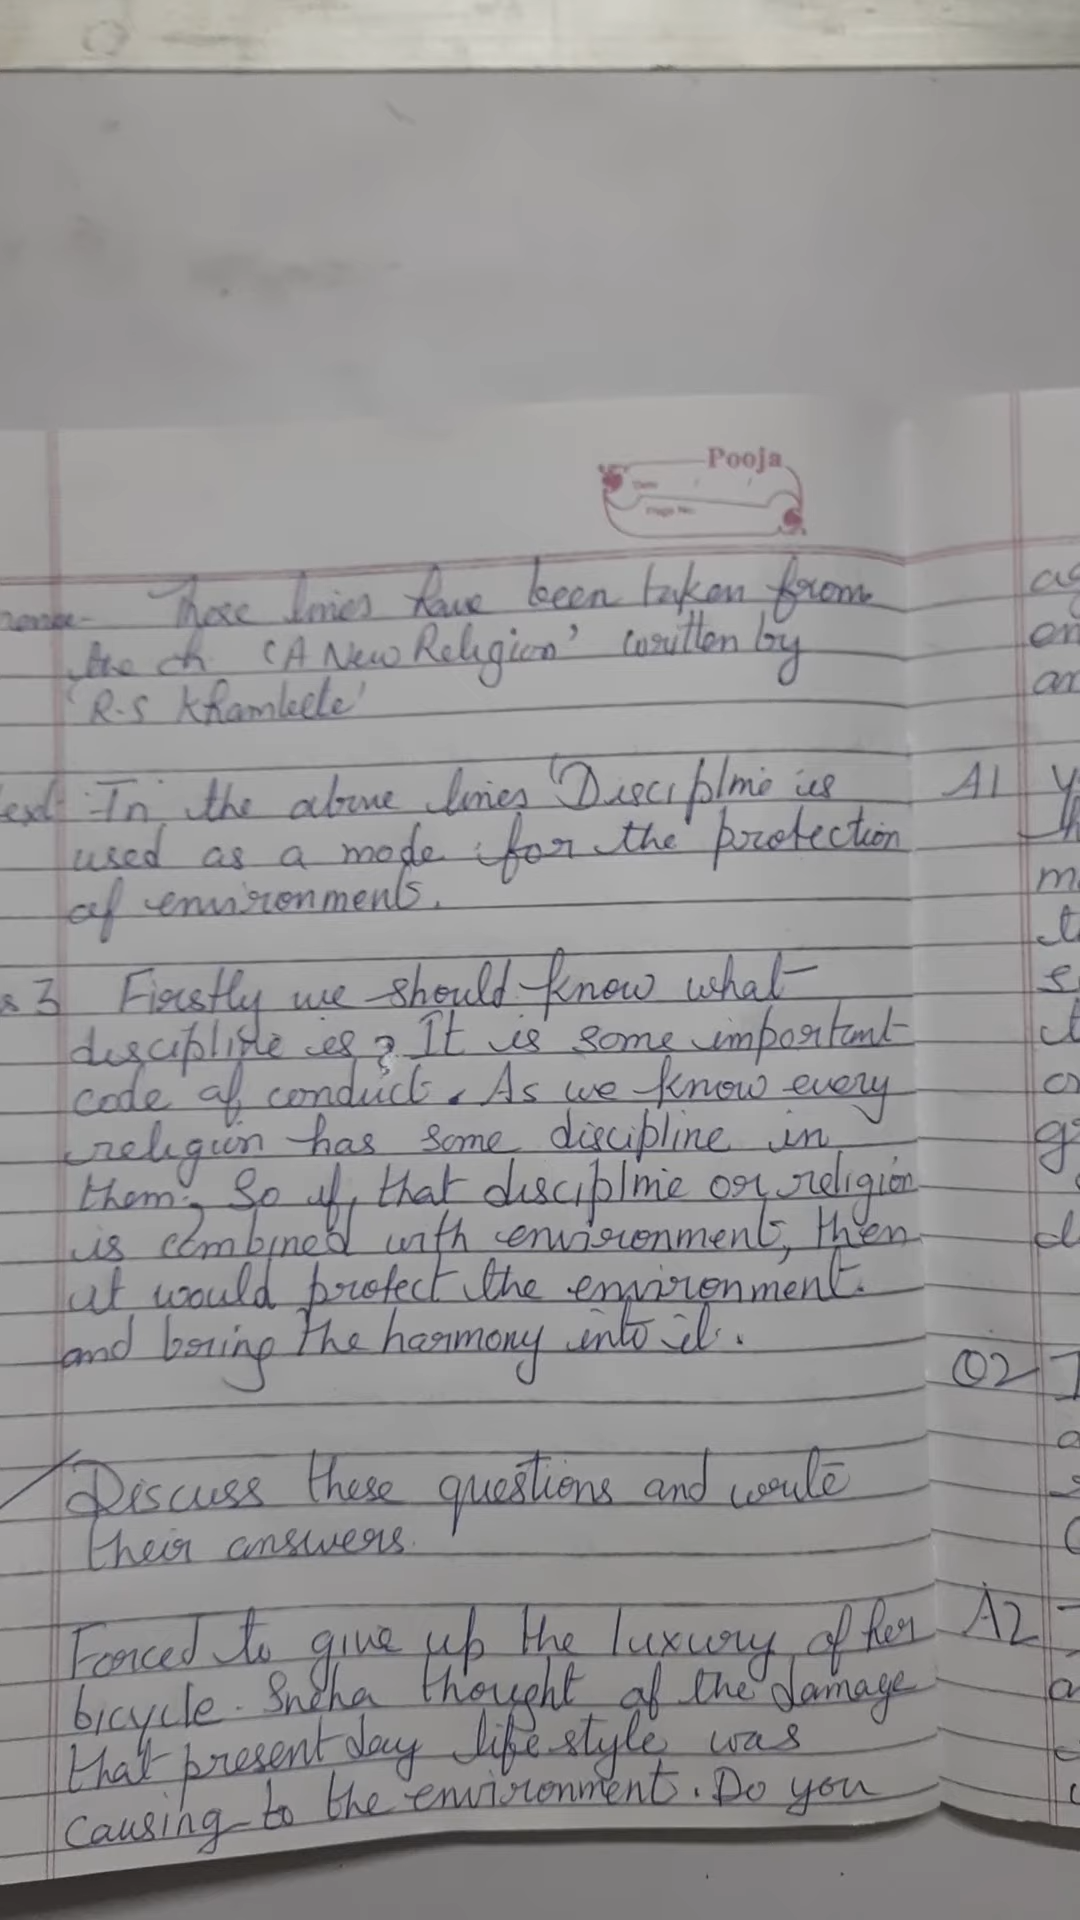 Pooja
Date / /
Page No.
These lines have been taken from
the ch 'A New Religion' written by
'R.S
In the above lines 'Discipline is
used as a mode for the protection
of environment.
3 Firstly we should know what
discipline is? It is some important
code of conduct. As we know every
religion has some discipline in
them. So if, that discipline or religion
is combined with environment, then
it would protect the environment.
and bring the harmony into it.
Discuss these questions and write
their answers.
Forced to give up the luxury of her
bicycle. Sneha thought of the damage
that present day life style was
causing to the environment. Do you
A1
Q2
A2